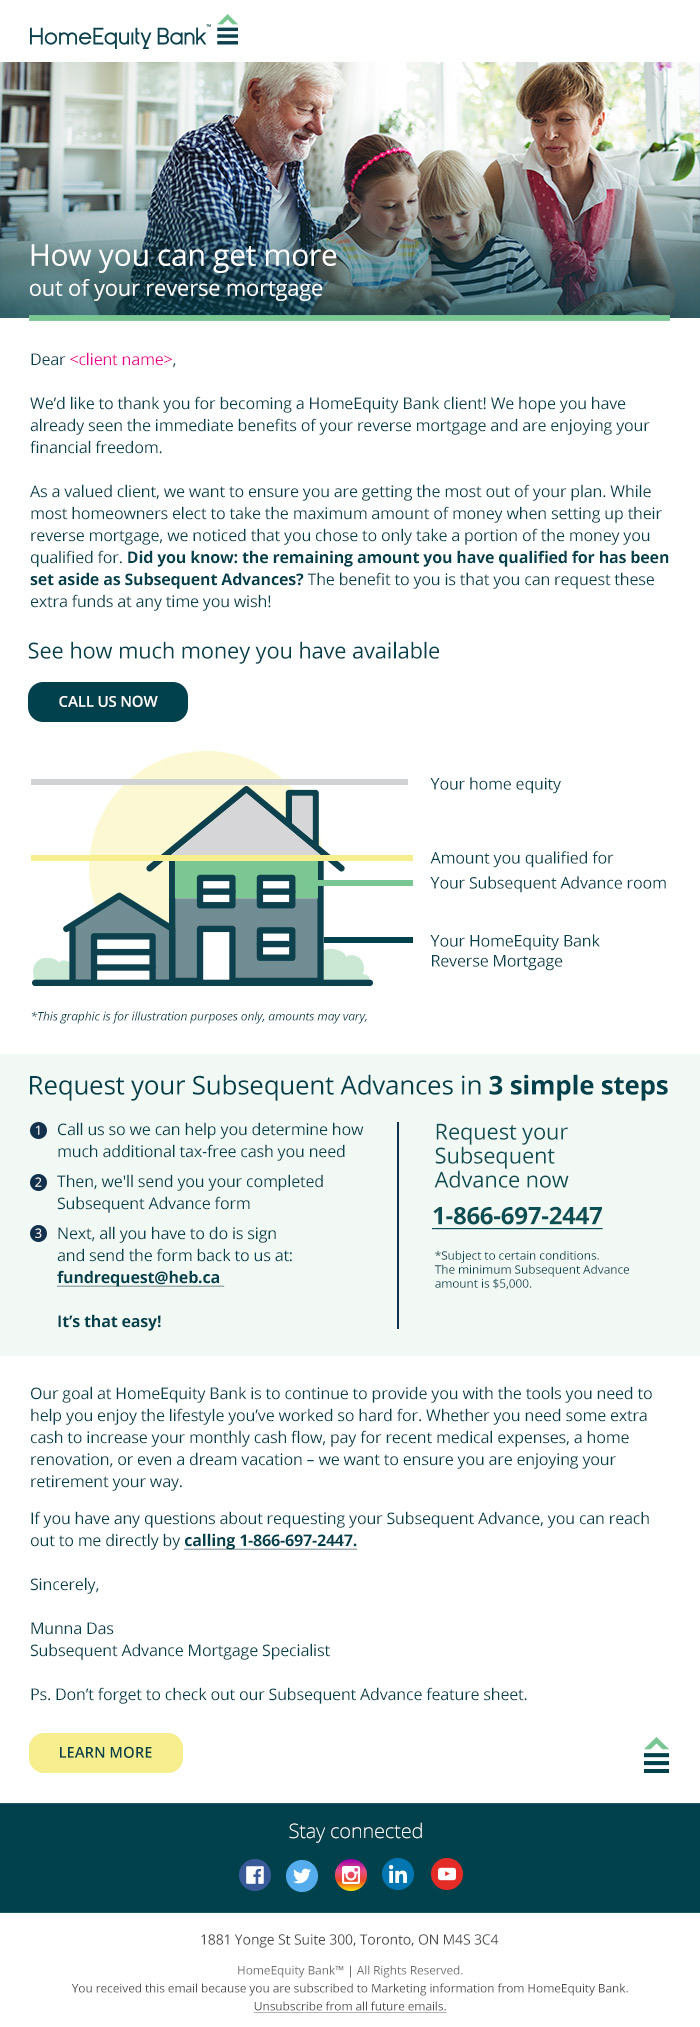 HomeEquity Bank™
How you can get more
out of your reverse mortgage
Dear <client name>,
We’d like to thank you for becoming a HomeEquity Bank client! We hope you have
already seen the immediate benefits of your reverse mortgage and are enjoying your
financial freedom.
As a valued client, we want to ensure you are getting the most out of your plan. While
most homeowners elect to take the maximum amount of money when setting up their
reverse mortgage, we noticed that you chose to only take a portion of the money you
qualified for. Did you know: the remaining amount you have qualified for has been
set aside as Subsequent Advances? The benefit to you is that you can request these
extra funds at any time you wish!
See how much money you have available
CALL US NOW
Your home equity
Amount you qualified for
Your Subsequent Advance room
Your HomeEquity Bank
Reverse Mortgage
*This graphic is for illustration purposes only, amounts may vary,
Request your Subsequent Advances in 3 simple steps
1 Call us so we can help you determine how
much additional tax-free cash you need
2 Then, we'll send you your completed
Subsequent Advance form
3 Next, all you have to do is sign
and send the form back to us at:
fundrequest@heb.ca
It’s that easy!
Request your
Subsequent
Advance now
1-866-697-2447
*Subject to certain conditions.
The minimum Subsequent Advance
amount is $5,000.
Our goal at HomeEquity Bank is to continue to provide you with the tools you need to
help you enjoy the lifestyle you’ve worked so hard for. Whether you need some extra
cash to increase your monthly cash flow, pay for recent medical expenses, a home
renovation, or even a dream vacation – we want to ensure you are enjoying your
retirement your way.
If you have any questions about requesting your Subsequent Advance, you can reach
out to me directly by calling 1-866-697-2447.
Sincerely,
Munna Das
Subsequent Advance Mortgage Specialist
Ps. Don’t forget to check out our Subsequent Advance feature sheet.
LEARN MORE
Stay connected
1881 Yonge St Suite 300, Toronto, ON M4S 3C4
HomeEquity Bank™ | All Rights Reserved.
You received this email because you are subscribed to Marketing information from HomeEquity Bank.
Unsubscribe from all future emails.